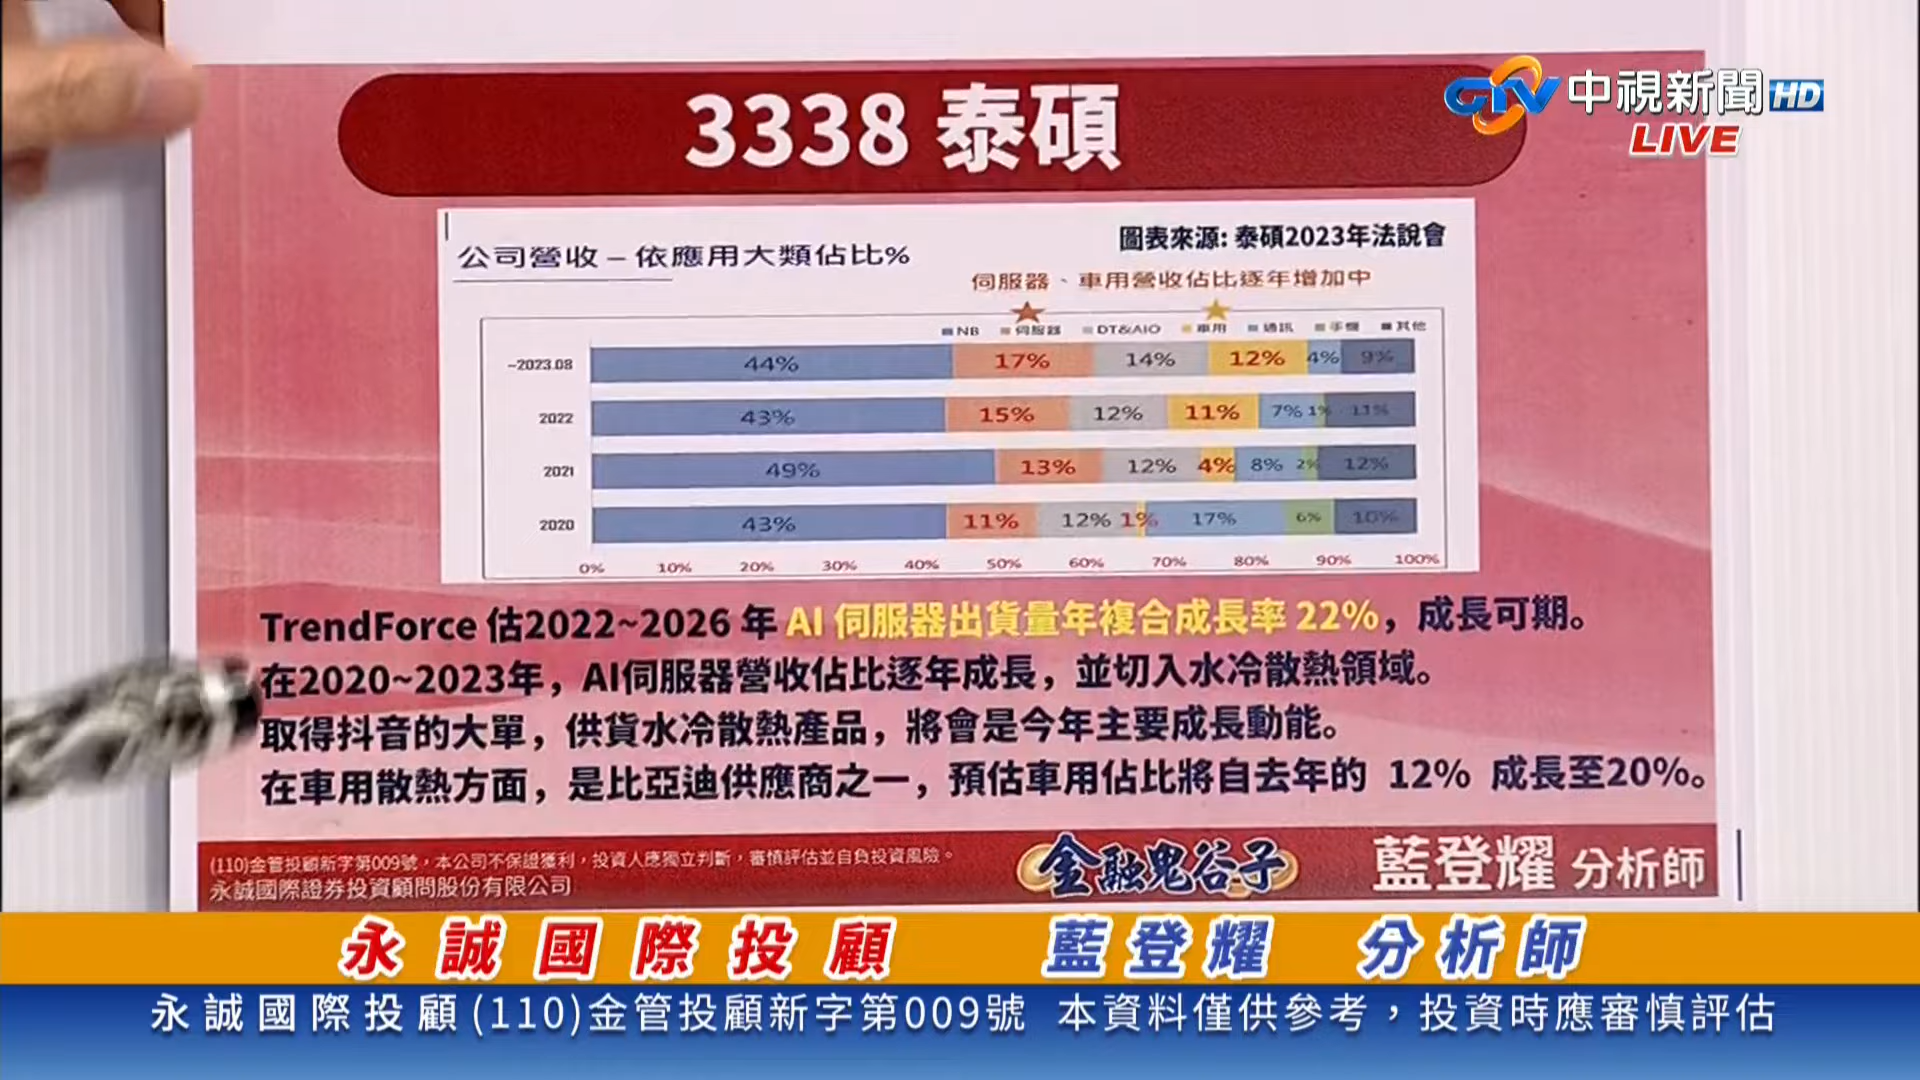 3338 泰碩
CTV 中視新聞 HD
LIVE
公司營收 – 依應用大類佔比%
圖表來源: 泰碩2023年法說會
伺服器、車用營收佔比逐年增加中
NB 伺服器 DT&AIO 車用 通訊 手機 其他
~2023.08 44% 17% 14% 12% 4% 9%
2022 43% 15% 12% 11% 7% 1% 11%
2021 49% 13% 12% 4% 8% 2% 12%
2020 43% 11% 12% 1% 17% 6% 10%
0% 10% 20% 30% 40% 50% 60% 70% 80% 90% 100%
TrendForce 估2022~2026 年 AI 伺服器出貨量年複合成長率 22%，成長可期。
在2020~2023年，AI伺服器營收佔比逐年成長，並切入水冷散熱領域。
取得抖音的大單，供貨水冷散熱產品，將會是今年主要成長動能。
在車用散熱方面，是比亞迪供應商之一，預估車用佔比將自去年的 12% 成長至20%。
(110)金管投顧新字第009號，本公司不保證獲利，投資人應獨立判斷，審慎評估並自負投資風險。
永誠國際證券投資顧問股份有限公司
金融鬼谷子
藍登耀 分析師
永誠國際投顧 藍登耀 分析師
永誠國際投顧(110)金管投顧新字第009號 本資料僅供參考，投資時應審慎評估